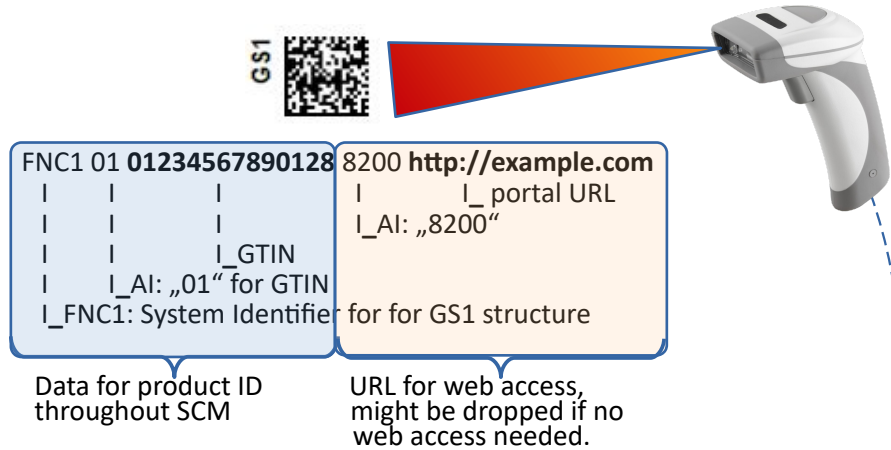 GS1
FNC1 01 01234567890128 8200 http://example.com
I I I I I_ portal URL
I I I I_AI: „8200“
I I I_GTIN
I I_AI: „01“ for GTIN
I_FNC1: System Identifier for for GS1 structure
Data for product ID
throughout SCM
URL for web access,
might be dropped if no
web access needed.